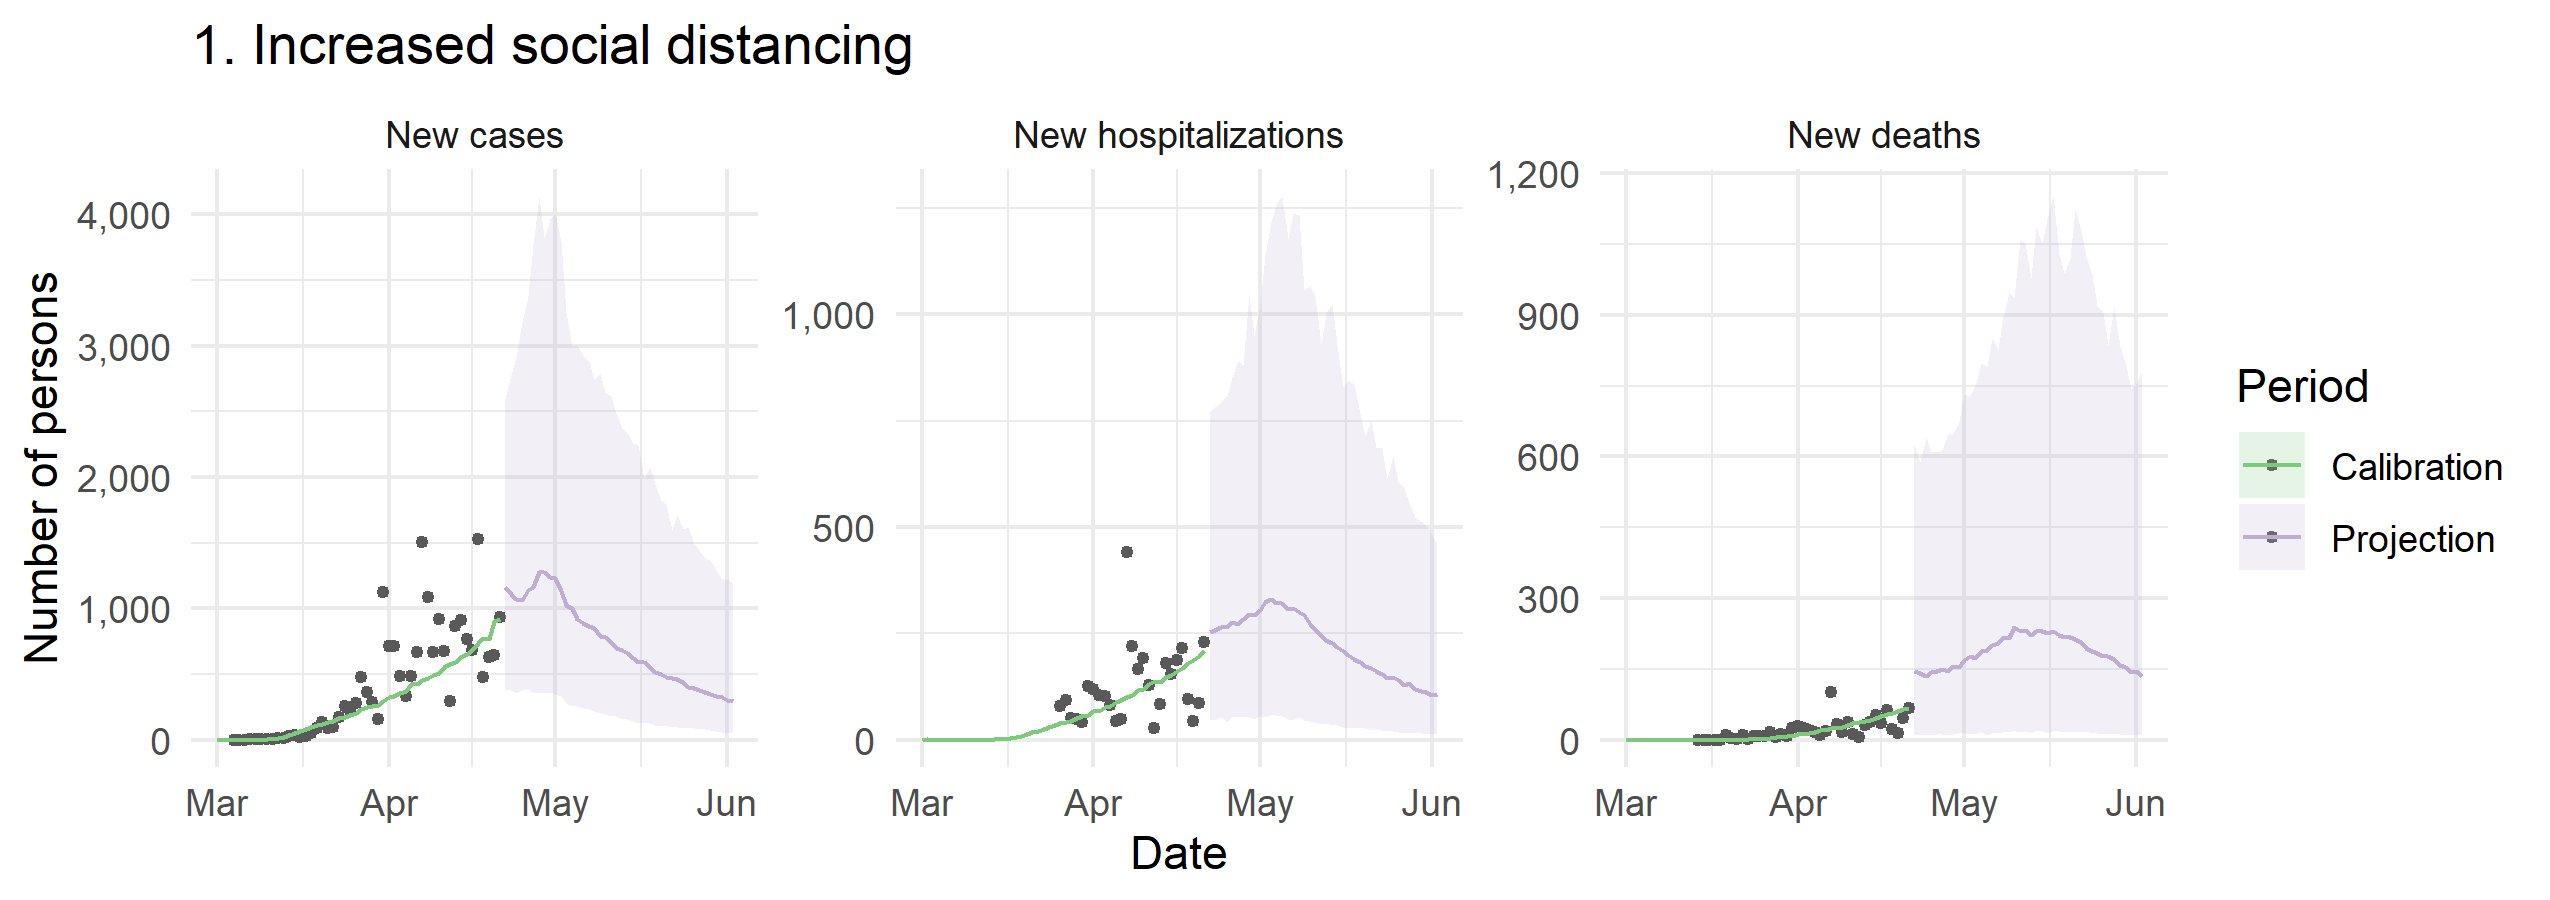 1. Increased social distancing
New cases
New hospitalizations
New deaths
Number of persons
4,000
3,000
2,000
1,000
0
1,000
500
0
1,200
900
600
300
0
Mar Apr May Jun
Mar Apr May Jun
Mar Apr May Jun
Date
Period
Calibration
Projection